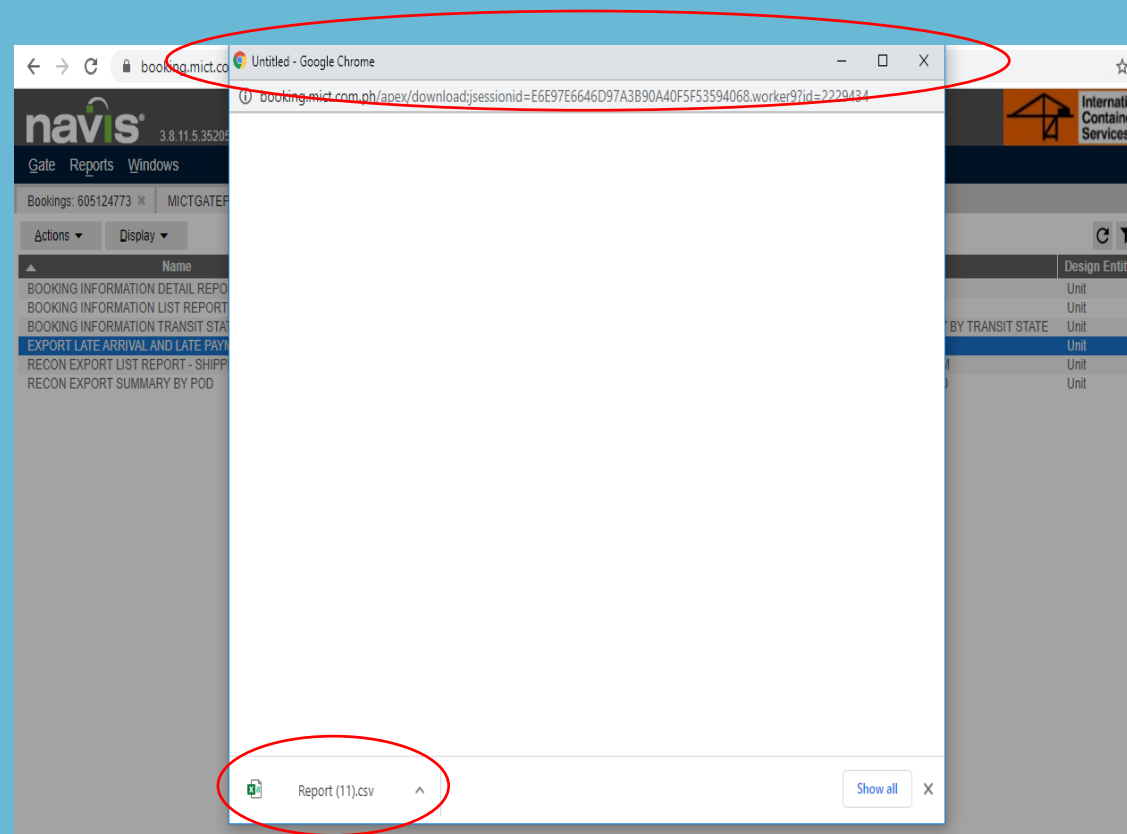 booking.mict.co
Untitled - Google Chrome
booking.mict.com.ph/apex/download;jsessionid=E6E97E6646D97A3B90A40F5F53594068.worker9?id=2229434
navis 3.8.11.5.35205
Internati
Containe
Services
Gate Reports Windows
Bookings: 605124773 MICTGATEP
Actions Display
Name Design Entit
BOOKING INFORMATION DETAIL REPO Unit
BOOKING INFORMATION LIST REPORT Unit
BOOKING INFORMATION TRANSIT STA BY TRANSIT STATE Unit
EXPORT LATE ARRIVAL AND LATE PAYM Unit
RECON EXPORT LIST REPORT - SHIPP Unit
RECON EXPORT SUMMARY BY POD Unit
Report (11).csv Show all